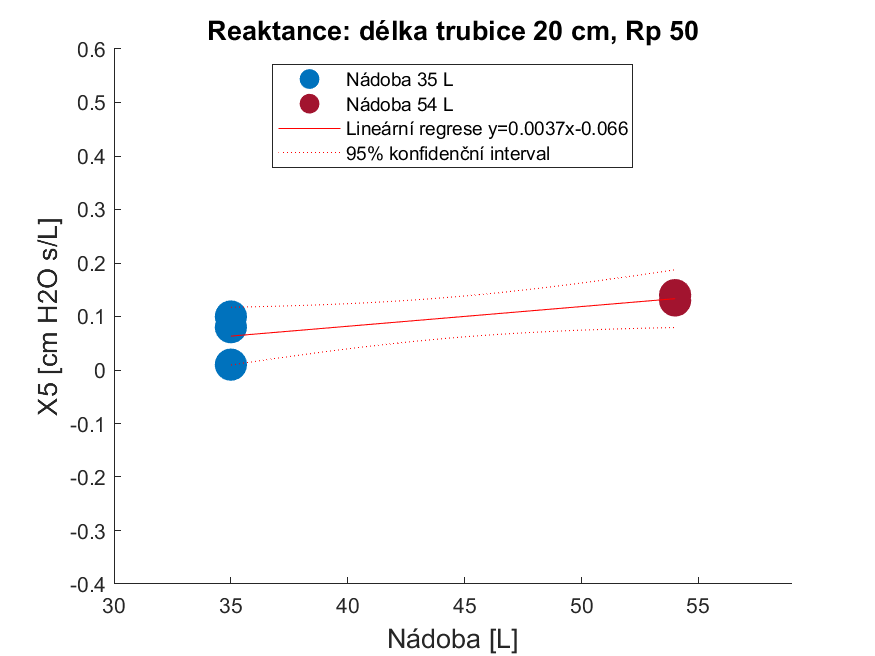 Reaktance: délka trubice 20 cm, Rp 50
0.6
0.5
0.4
0.3
0.2
0.1
0
-0.1
-0.2
-0.3
-0.4
X5 [cm H2O s/L]
Nádoba 35 L
Nádoba 54 L
Lineární regrese y=0.0037x-0.066
95% konfidenční interval
30
35
40
45
50
55
Nádoba [L]